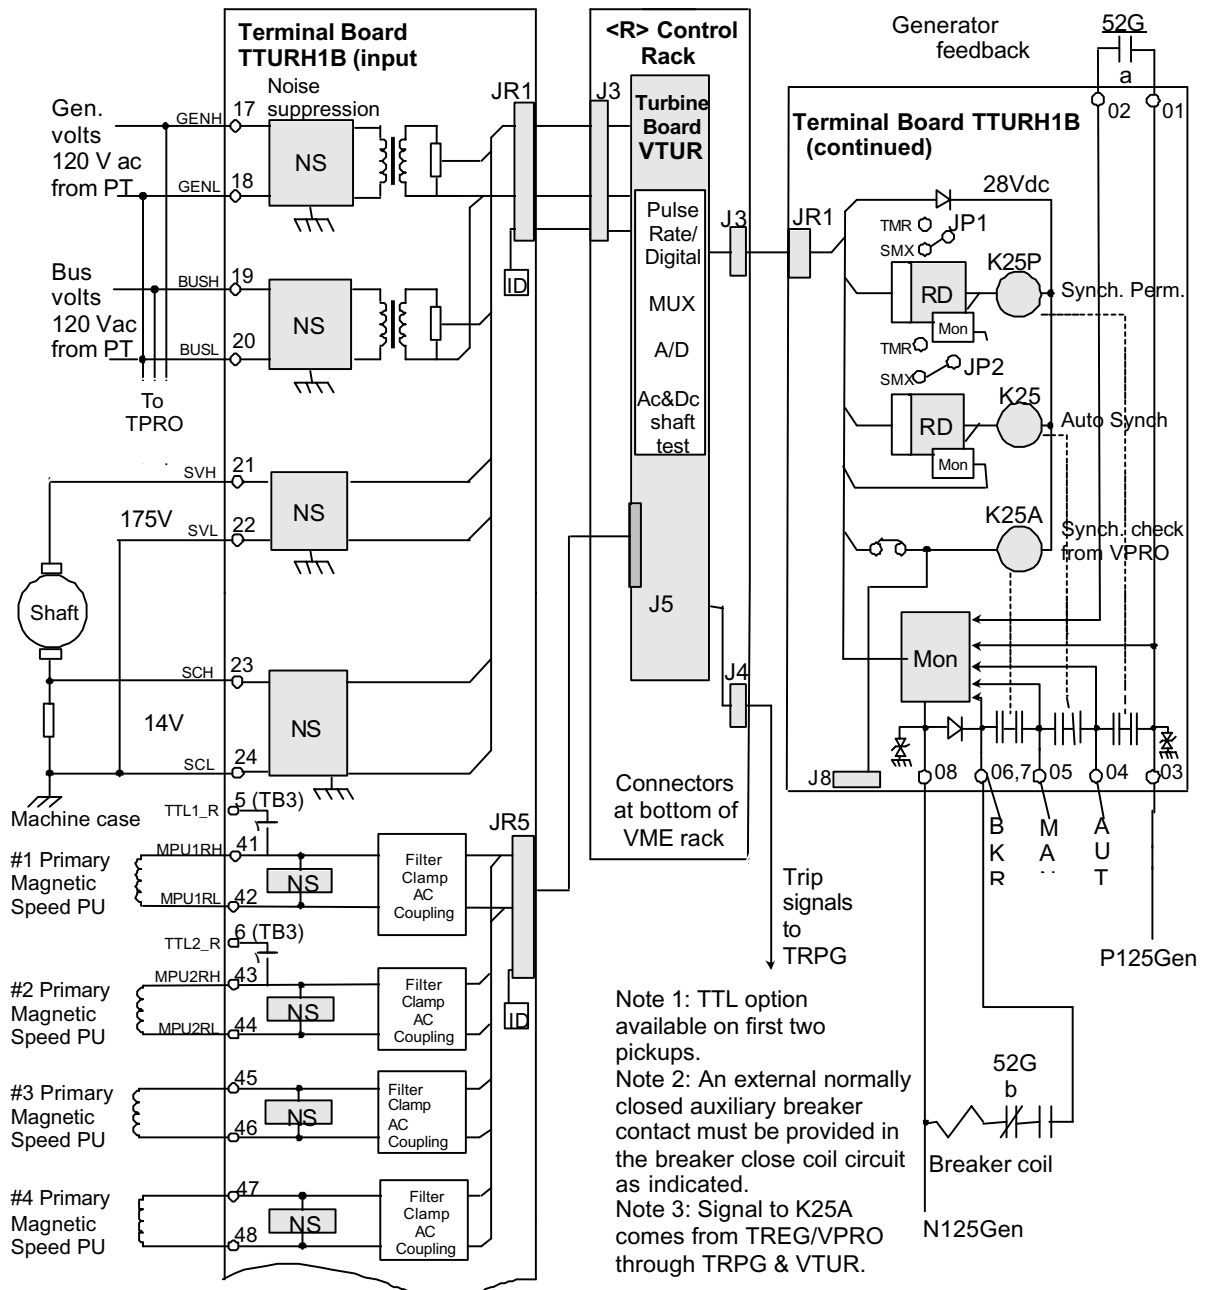 Terminal Board
TTURH1B (input
Noise
suppression
Gen.
volts
120 V ac
from PT
GENH
17
NS
GENL
18
Bus
volts
120 Vac
from PT
BUSH
19
NS
BUSL
20
To
TPRO
JR1
ID
SVH
21
175V
NS
SVL
22
Shaft
SCH
23
14V
NS
SCL
24
Machine case
TTL1_R
5 (TB3)
JR5
#1 Primary
Magnetic
Speed PU
MPU1RH
41
NS
MPU1RL
42
Filter
Clamp
AC
Coupling
TTL2_R
6 (TB3)
#2 Primary
Magnetic
Speed PU
MPU2RH
43
NS
MPU2RL
44
Filter
Clamp
AC
Coupling
ID
#3 Primary
Magnetic
Speed PU
45
NS
46
Filter
Clamp
AC
Coupling
#4 Primary
Magnetic
Speed PU
47
NS
48
Filter
Clamp
AC
Coupling
<R> Control
Rack
J3
Turbine
Board
VTUR
Pulse
Rate/
Digital
MUX
A/D
Ac&Dc
shaft
test
J3
J5
J4
Connectors
at bottom of
VME rack
Trip
signals
to
TRPG
Generator
feedback
52G
a
02
01
Terminal Board TTURH1B
(continued)
28Vdc
JR1
TMR
JP1
SMX
K25P
RD
Synch. Perm.
Mon
TMR
JP2
SMX
K25
RD
Auto Synch
Mon
K25A
Synch. check
from VPRO
Mon
J8
08
06,7
05
04
03
B
K
R
M
A
A
U
T
P125Gen
52G
b
Breaker coil
N125Gen
Note 1: TTL option
available on first two
pickups.
Note 2: An external normally
closed auxiliary breaker
contact must be provided in
the breaker close coil circuit
as indicated.
Note 3: Signal to K25A
comes from TREG/VPRO
through TRPG & VTUR.